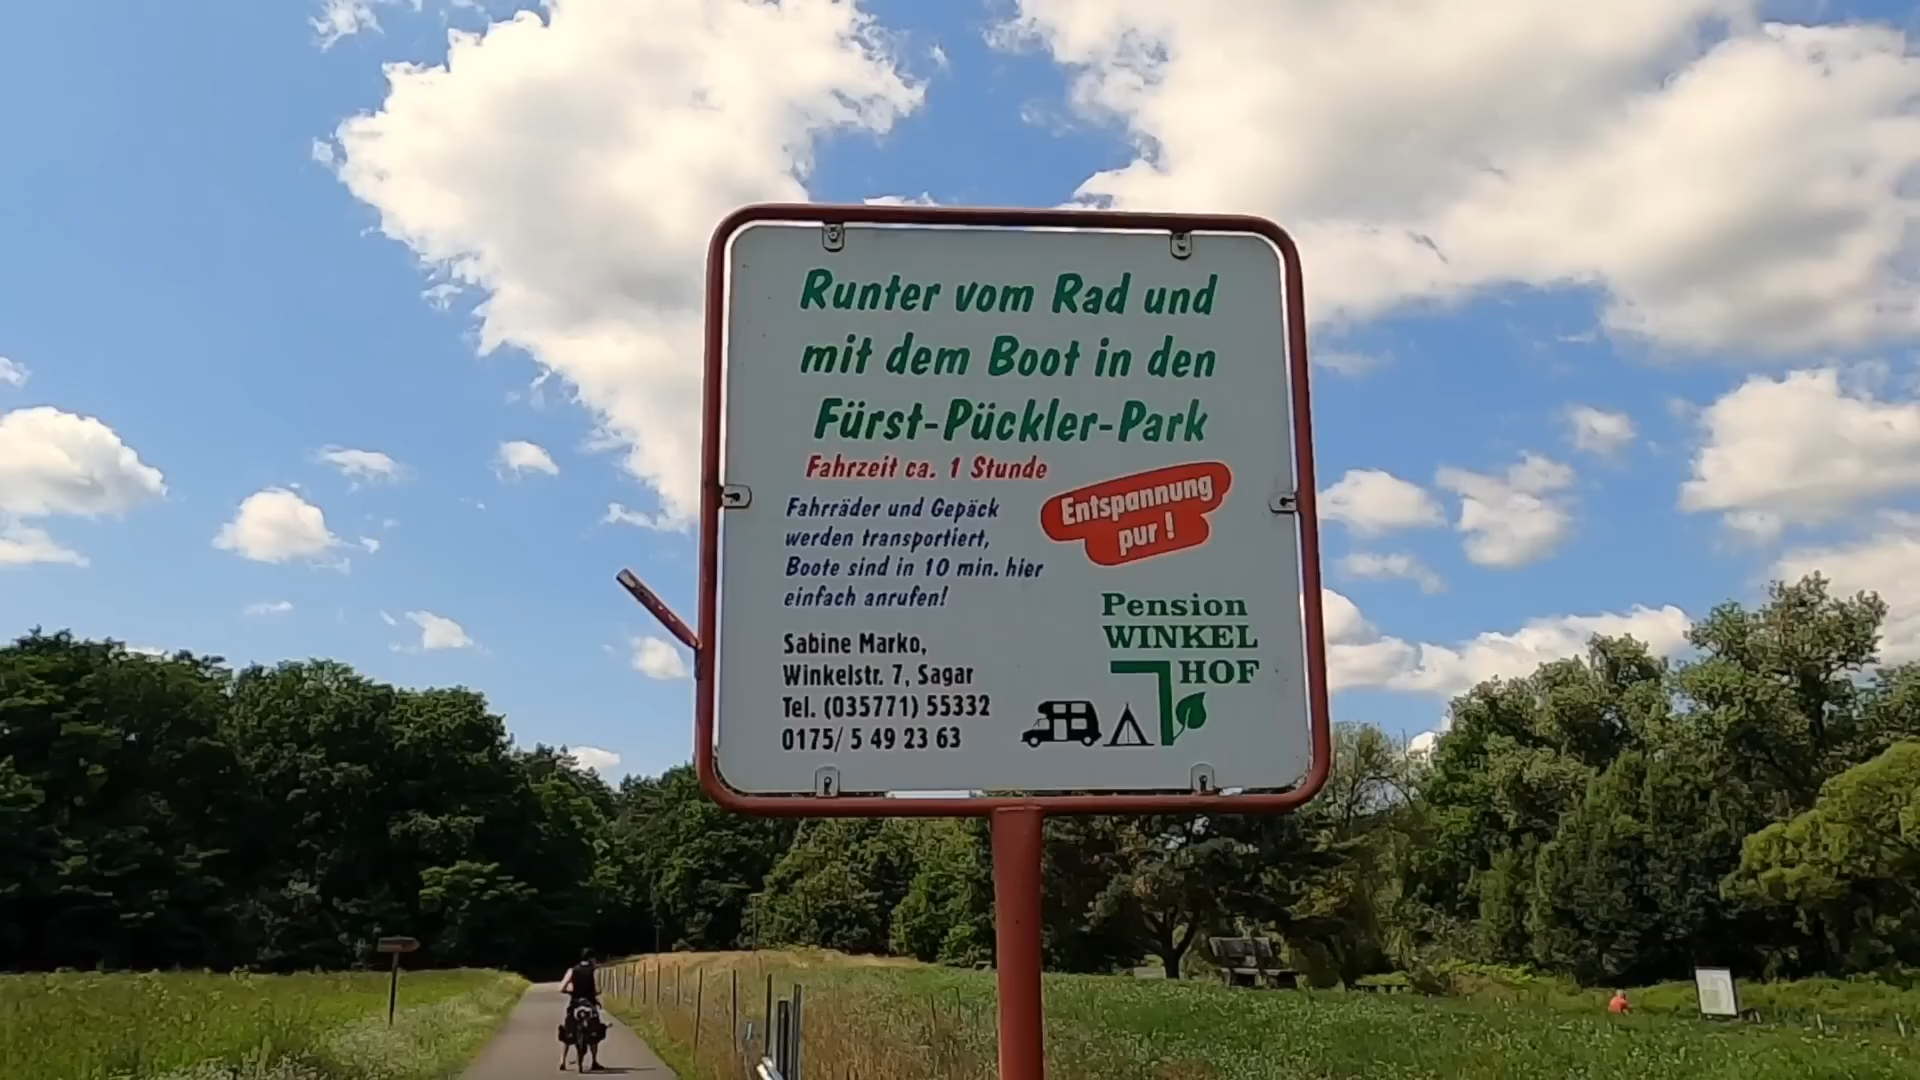 Runter vom Rad und
mit dem Boot in den
Fürst-Pückler-Park
Fahrzeit ca. 1 Stunde
Entspannung
pur !
Fahrräder und Gepäck
werden transportiert,
Boote sind in 10 min. hier
einfach anrufen!
Sabine Marko,
Winkelstr. 7, Sagar
Tel. (035771) 55332
0175/ 5 49 23 63
Pension
WINKEL
HOF